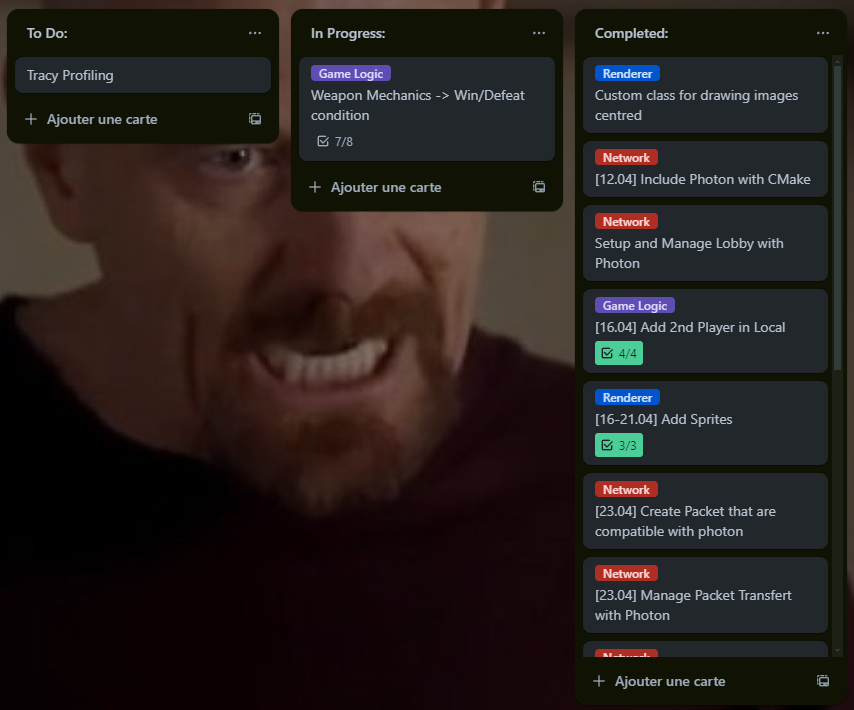 To Do:
Tracy Profiling
Ajouter une carte
In Progress:
Game Logic
Weapon Mechanics -> Win/Defeat
condition
7/8
Ajouter une carte
Completed:
Renderer
Custom class for drawing images
centred
Network
[12.04] Include Photon with CMake
Network
Setup and Manage Lobby with
Photon
Game Logic
[16.04] Add 2nd Player in Local
4/4
Renderer
[16-21.04] Add Sprites
3/3
Network
[23.04] Create Packet that are
compatible with photon
Network
[23.04] Manage Packet Transfert
with Photon
Network
Ajouter une carte